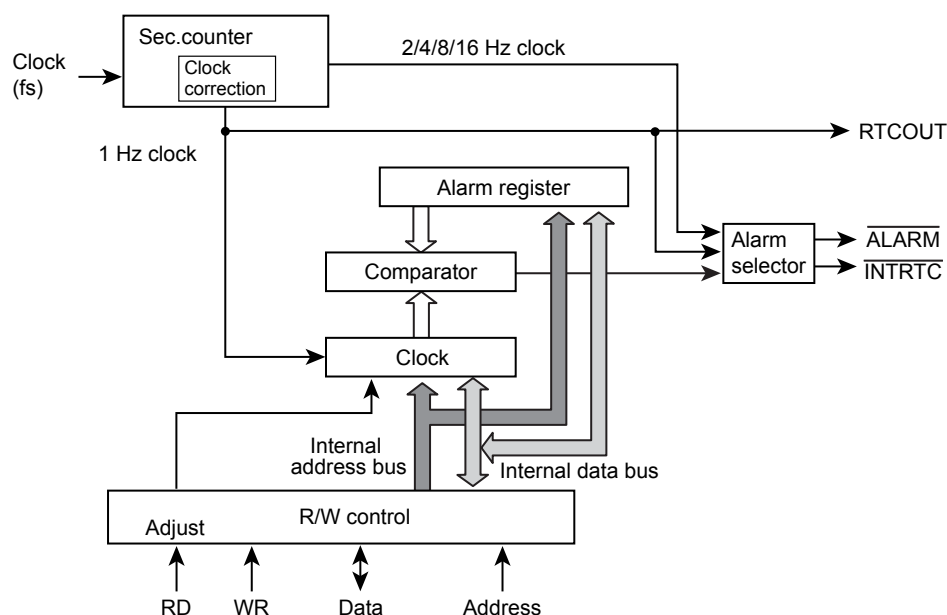 Sec.counter
2/4/8/16 Hz clock
Clock
(fs)
Clock
correction
RTCOUT
1 Hz clock
Alarm register
Alarm
selector
ALARM
INTRTC
Comparator
Clock
Internal
address bus
Internal data bus
R/W control
Adjust
RD
WR
Data
Address